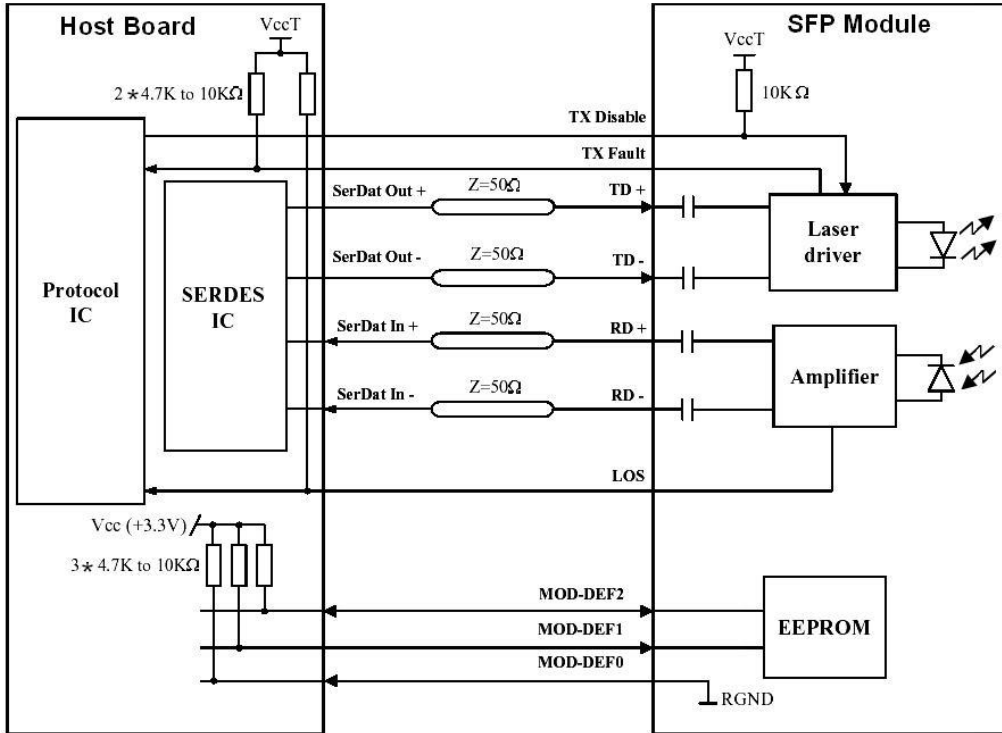 Host Board
SFP Module
VccT
VccT
2*4.7K to 10KΩ
10KΩ
TX Disable
TX Fault
SerDat Out +
Z=50Ω
TD +
Laser
driver
SerDat Out -
Z=50Ω
TD -
Protocol
IC
SERDES
IC
SerDat In +
Z=50Ω
RD +
Amplifier
SerDat In -
Z=50Ω
RD -
LOS
Vcc (+3.3V)
3*4.7K to 10KΩ
MOD-DEF2
EEPROM
MOD-DEF1
MOD-DEF0
RGND